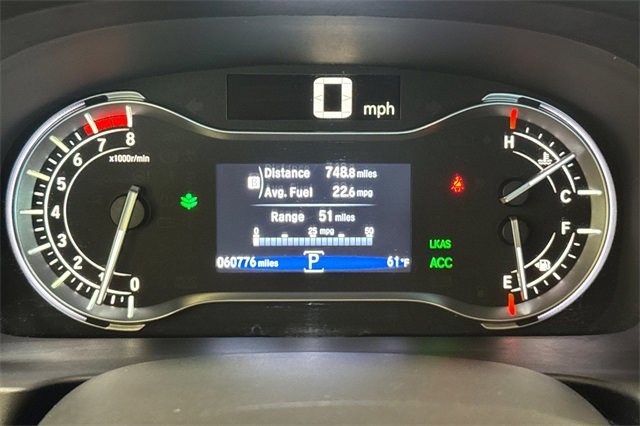 0 mph
8
7
6
5
4
3
2
1
0
x1000r/min
B
Distance 748.8 miles
Avg. Fuel 22.6 mpg
Range 51 miles
0 25 mpg 50
060776 miles P 61°F
LKAS
ACC
H
C
F
E